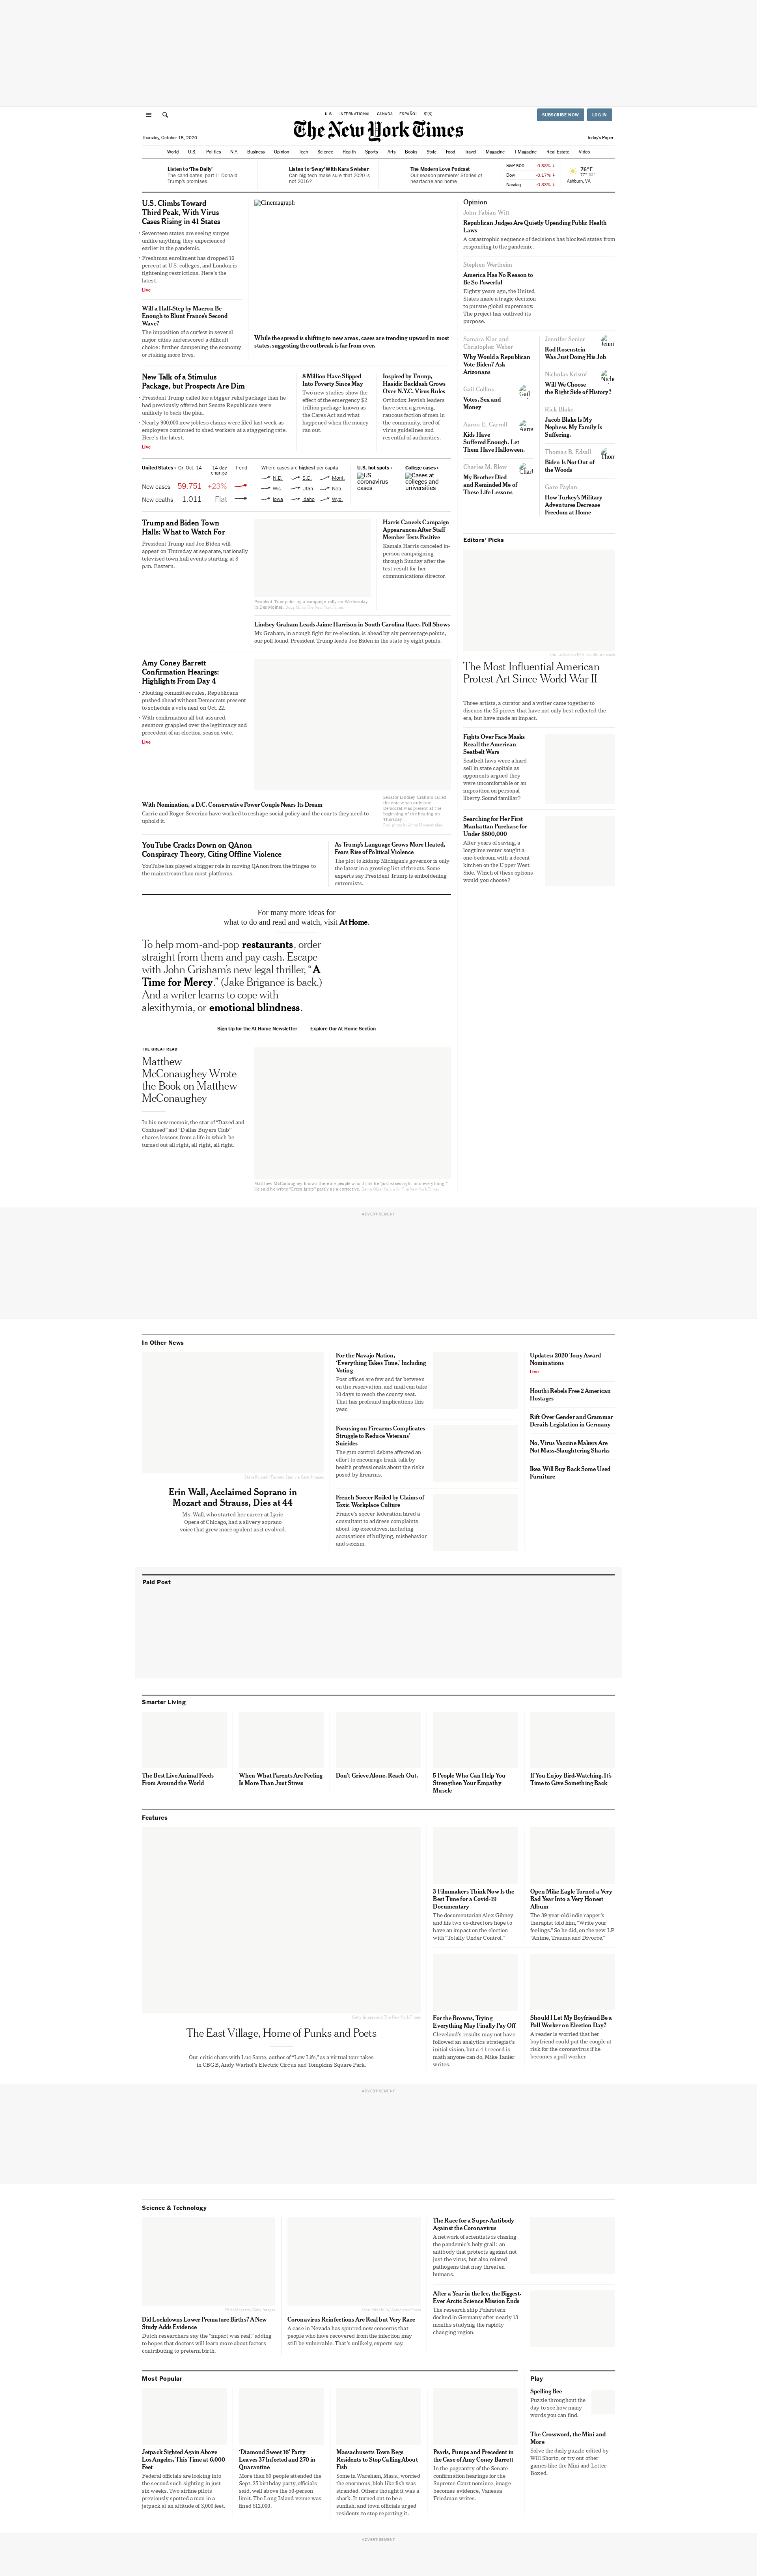 U.S.
INTERNATIONAL
CANADA
ESPAÑOL
中文
SUBSCRIBE NOW
LOG IN
Thursday, October 15, 2020
The New York Times
Today's Paper
World
U.S.
Politics
N.Y.
Business
Opinion
Tech
Science
Health
Sports
Arts
Books
Style
Food
Travel
Magazine
T Magazine
Real Estate
Video
Listen to 'The Daily'
The candidates, part 1: Donald
Trump's promises.
Listen to 'Sway' With Kara Swisher
Can big tech make sure that 2020 is
not 2016?
The Modern Love Podcast
Our season premiere: Stories of
heartache and home.
S&P 500
Dow
-0.17%
Nasdaq
76°F
Ashburn, VA
U.S. Climbs Toward
Third Peak, With Virus
Cases Rising in 41 States
• Seventeen states are seeing surges
unlike anything they experienced
earlier in the pandemic.
• Freshman enrollment has dropped 16
percent at U.S. colleges, and London is
tightening restrictions. Here's the
latest.
Live
Will a Half-Step by Macron Be
Enough to Blunt France's Second
Wave?
The imposition of a curfew in several
major cities underscored a difficult
choice: further dampening the economy
or risking more lives.
Cinemagraph
While the spread is shifting to new areas, cases are trending upward in most
states, suggesting the outbreak is far from over.
New Talk of a Stimulus
Package, but Prospects Are Dim
• President Trump called for a bigger relief package than he
had previously offered but Senate Republicans were
unlikely to back the plan.
• Nearly 900,000 new jobless claims were filed last week as
employers continued to shed workers at a staggering rate.
Here's the latest.
Live
8 Million Have Slipped
Into Poverty Since May
Two new studies show the
effect of the emergency $2
trillion package known as
the Cares Act and what
happened when the money
ran out.
Inspired by Trump,
Hasidic Backlash Grows
Over N.Y.C. Virus Rules
Orthodox Jewish leaders
have seen a growing,
raucous faction of men in
the community, tired of
virus guidelines and
resentful of authorities.
United States › On Oct. 14
14-day
change
Trend
New cases 59,751 +23%
New deaths 1,011 Flat
Where cases are highest per capita
N.D.
S.D.
Mont.
Wis.
Utah
Neb.
Iowa
Idaho
Wyo.
U.S. hot spots ›
US
coronavirus
cases
College cases ›
Cases at
colleges and
universities
Trump and Biden Town
Halls: What to Watch For
President Trump and Joe Biden will
appear on Thursday at separate, nationally
televised town hall events starting at 8
p.m. Eastern.
President Trump during a campaign rally on Wednesday
in Des Moines.
Harris Cancels Campaign
Appearances After Staff
Member Tests Positive
Kamala Harris canceled in-
person campaigning
through Sunday after the
test result for her
communications director.
Lindsey Graham Leads Jaime Harrison in South Carolina Race, Poll Shows
Mr. Graham, in a tough fight for re-election, is ahead by six percentage points,
our poll found. President Trump leads Joe Biden in the state by eight points.
Amy Coney Barrett
Confirmation Hearings:
Highlights From Day 4
• Flouting committee rules, Republicans
pushed ahead without Democrats present
to schedule a vote next on Oct. 22.
• With confirmation all but assured,
senators grappled over the legitimacy and
precedent of an election-season vote.
Live
With Nomination, a D.C. Conservative Power Couple Nears Its Dream
Carrie and Roger Severino have worked to reshape social policy and the courts they need to
uphold it.
Senator Lindsey Graham called
the vote when only one
Democrat was present at the
beginning of the hearing on
Thursday.
YouTube Cracks Down on QAnon
Conspiracy Theory, Citing Offline Violence
YouTube has played a bigger role in moving QAnon from the fringes to
the mainstream than most platforms.
As Trump's Language Grows More Heated,
Fears Rise of Political Violence
The plot to kidnap Michigan's governor is only
the latest in a growing list of threats. Some
experts say President Trump is emboldening
extremists.
For many more ideas for
what to do and read and watch, visit At Home.
To help mom-and-pop restaurants, order
straight from them and pay cash. Escape
with John Grisham's new legal thriller, "A
Time for Mercy." (Jake Brigance is back.)
And a writer learns to cope with
alexithymia, or emotional blindness.
Sign Up for the At Home Newsletter
Explore Our At Home Section
THE GREAT READ
Matthew
McConaughey Wrote
the Book on Matthew
McConaughey
In his new memoir, the star of "Dazed and
Confused" and "Dallas Buyers Club"
shares lessons from a life in which he
turned out all right, all right, all right.
Matthew McConaughey knows there are people who think he "just eases right into everything."
He said he wrote "Greenlights" partly as a corrective.
Opinion
John Fabian Witt
Republican Judges Are Quietly Upending Public Health
Laws
A catastrophic sequence of decisions has blocked states from
responding to the pandemic.
Stephen Wertheim
America Has No Reason to
Be So Powerful
Eighty years ago, the United
States made a tragic decision
to pursue global supremacy.
The project has outlived its
purpose.
Samara Klar and
Christopher Weber
Why Would a Republican
Vote Biden? Ask
Arizonans
Gail Collins
Votes, Sex and
Money
Gail
Aaron E. Carroll
Kids Have
Suffered Enough. Let
Them Have Halloween.
Aaron
Charles M. Blow
My Brother Died
and Reminded Me of
These Life Lessons
Charl
Jennifer Senior
Rod Rosenstein
Was Just Doing His Job
Jenni
Nicholas Kristof
Will We Choose
the Right Side of History?
Nich
Rick Blake
Jacob Blake Is My
Nephew. My Family Is
Suffering.
Thomas B. Edsall
Biden Is Not Out of
the Woods
Thom
Garo Paylan
How Turkey's Military
Adventures Decrease
Freedom at Home
Editors' Picks
The Most Influential American
Protest Art Since World War II
Three artists, a curator and a writer came together to
discuss the 25 pieces that have not only best reflected the
era, but have made an impact.
Fights Over Face Masks
Recall the American
Seatbelt Wars
Seatbelt laws were a hard
sell in state capitals as
opponents argued they
were uncomfortable or an
imposition on personal
liberty. Sound familiar?
Searching for Her First
Manhattan Purchase for
Under $800,000
After years of saving, a
longtime renter sought a
one-bedroom with a decent
kitchen on the Upper West
Side. Which of these options
would you choose?
ADVERTISEMENT
In Other News
Erin Wall, Acclaimed Soprano in
Mozart and Strauss, Dies at 44
Ms. Wall, who started her career at Lyric
Opera of Chicago, had a silvery soprano
voice that grew more opulent as it evolved.
For the Navajo Nation,
'Everything Takes Time,' Including
Voting
Post offices are few and far between
on the reservation, and mail can take
10 days to reach the county seat.
That has profound implications this
year.
Focusing on Firearms Complicates
Struggle to Reduce Veterans'
Suicides
The gun control debate affected an
effort to encourage frank talk by
health professionals about the risks
posed by firearms.
French Soccer Roiled by Claims of
Toxic Workplace Culture
France's soccer federation hired a
consultant to address complaints
about top executives, including
accusations of bullying, misbehavior
and sexism.
Updates: 2020 Tony Award
Nominations
Live
Houthi Rebels Free 2 American
Hostages
Rift Over Gender and Grammar
Derails Legislation in Germany
No, Virus Vaccine Makers Are
Not Mass-Slaughtering Sharks
Ikea Will Buy Back Some Used
Furniture
Paid Post
Smarter Living
The Best Live Animal Feeds
From Around the World
When What Parents Are Feeling
Is More Than Just Stress
Don't Grieve Alone. Reach Out.
5 People Who Can Help You
Strengthen Your Empathy
Muscle
If You Enjoy Bird-Watching, It's
Time to Give Something Back
Features
The East Village, Home of Punks and Poets
Our critic chats with Luc Sante, author of "Low Life," as a virtual tour takes
in CBGB, Andy Warhol's Electric Circus and Tompkins Square Park.
3 Filmmakers Think Now Is the
Best Time for a Covid-19
Documentary
The documentarian Alex Gibney
and his two co-directors hope to
have an impact on the election
with "Totally Under Control."
Open Mike Eagle Turned a Very
Bad Year Into a Very Honest
Album
The 39-year-old indie rapper's
therapist told him, "Write your
feelings." So he did, on the new LP
"Anime, Trauma and Divorce."
For the Browns, Trying
Everything May Finally Pay Off
Cleveland's results may not have
followed an analytics strategist's
initial vision, but a 4-1 record is
math anyone can do, Mike Tanier
writes.
Should I Let My Boyfriend Be a
Poll Worker on Election Day?
A reader is worried that her
boyfriend could put the couple at
risk for the coronavirus if he
becomes a poll worker.
ADVERTISEMENT
Science & Technology
Did Lockdowns Lower Premature Births? A New
Study Adds Evidence
Dutch researchers say the "impact was real," adding
to hopes that doctors will learn more about factors
contributing to preterm birth.
Coronavirus Reinfections Are Real but Very Rare
A case in Nevada has spurred new concerns that
people who have recovered from the infection may
still be vulnerable. That's unlikely, experts say.
The Race for a Super-Antibody
Against the Coronavirus
A network of scientists is chasing
the pandemic's holy grail: an
antibody that protects against not
just the virus, but also related
pathogens that may threaten
humans.
After a Year in the Ice, the Biggest-
Ever Arctic Science Mission Ends
The research ship Polarstern
docked in Germany after nearly 13
months studying the rapidly
changing region.
Most Popular
Jetpack Sighted Again Above
Los Angeles, This Time at 6,000
Feet
Federal officials are looking into
the second such sighting in just
six weeks. Two airline pilots
previously spotted a man in a
jetpack at an altitude of 3,000 feet.
'Diamond Sweet 16' Party
Leaves 37 Infected and 270 in
Quarantine
More than 80 people attended the
Sept. 25 birthday party, officials
said, well above the 50-person
limit. The Long Island venue was
fined $12,000.
Massachusetts Town Begs
Residents to Stop Calling About
Fish
Some in Wareham, Mass., worried
the enormous, blob-like fish was
stranded. Others thought it was a
shark. It turned out to be a
sunfish, and town officials urged
residents to stop reporting it.
Pearls, Pumps and Precedent in
the Case of Amy Coney Barrett
In the pageantry of the Senate
confirmation hearings for the
Supreme Court nominee, image
becomes evidence, Vanessa
Friedman writes.
Play
Spelling Bee
Puzzle throughout the
day to see how many
words you can find.
The Crossword, the Mini and
More
Solve the daily puzzle edited by
Will Shortz, or try out other
games like the Mini and Letter
Boxed.
ADVERTISEMENT